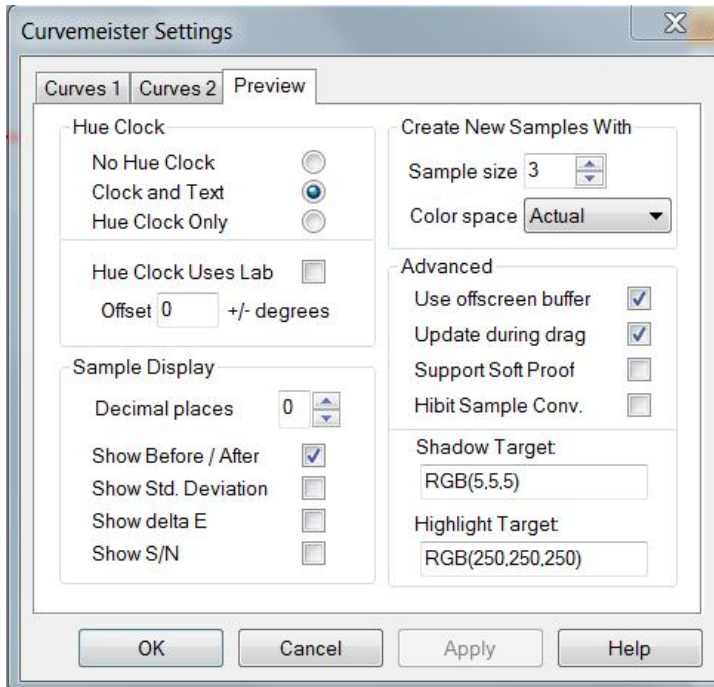 Curvemeister Settings
X
Curves 1 Curves 2 Preview
Hue Clock
No Hue Clock
Clock and Text
Hue Clock Only
Hue Clock Uses Lab
Offset 0 +/- degrees
Sample Display
Decimal places 0
Show Before / After
Show Std. Deviation
Show delta E
Show S/N
Create New Samples With
Sample size 3
Color space Actual
Advanced
Use offscreen buffer
Update during drag
Support Soft Proof
Hibit Sample Conv.
Shadow Target:
RGB(5,5,5)
Highlight Target:
RGB(250,250,250)
OK Cancel Apply Help